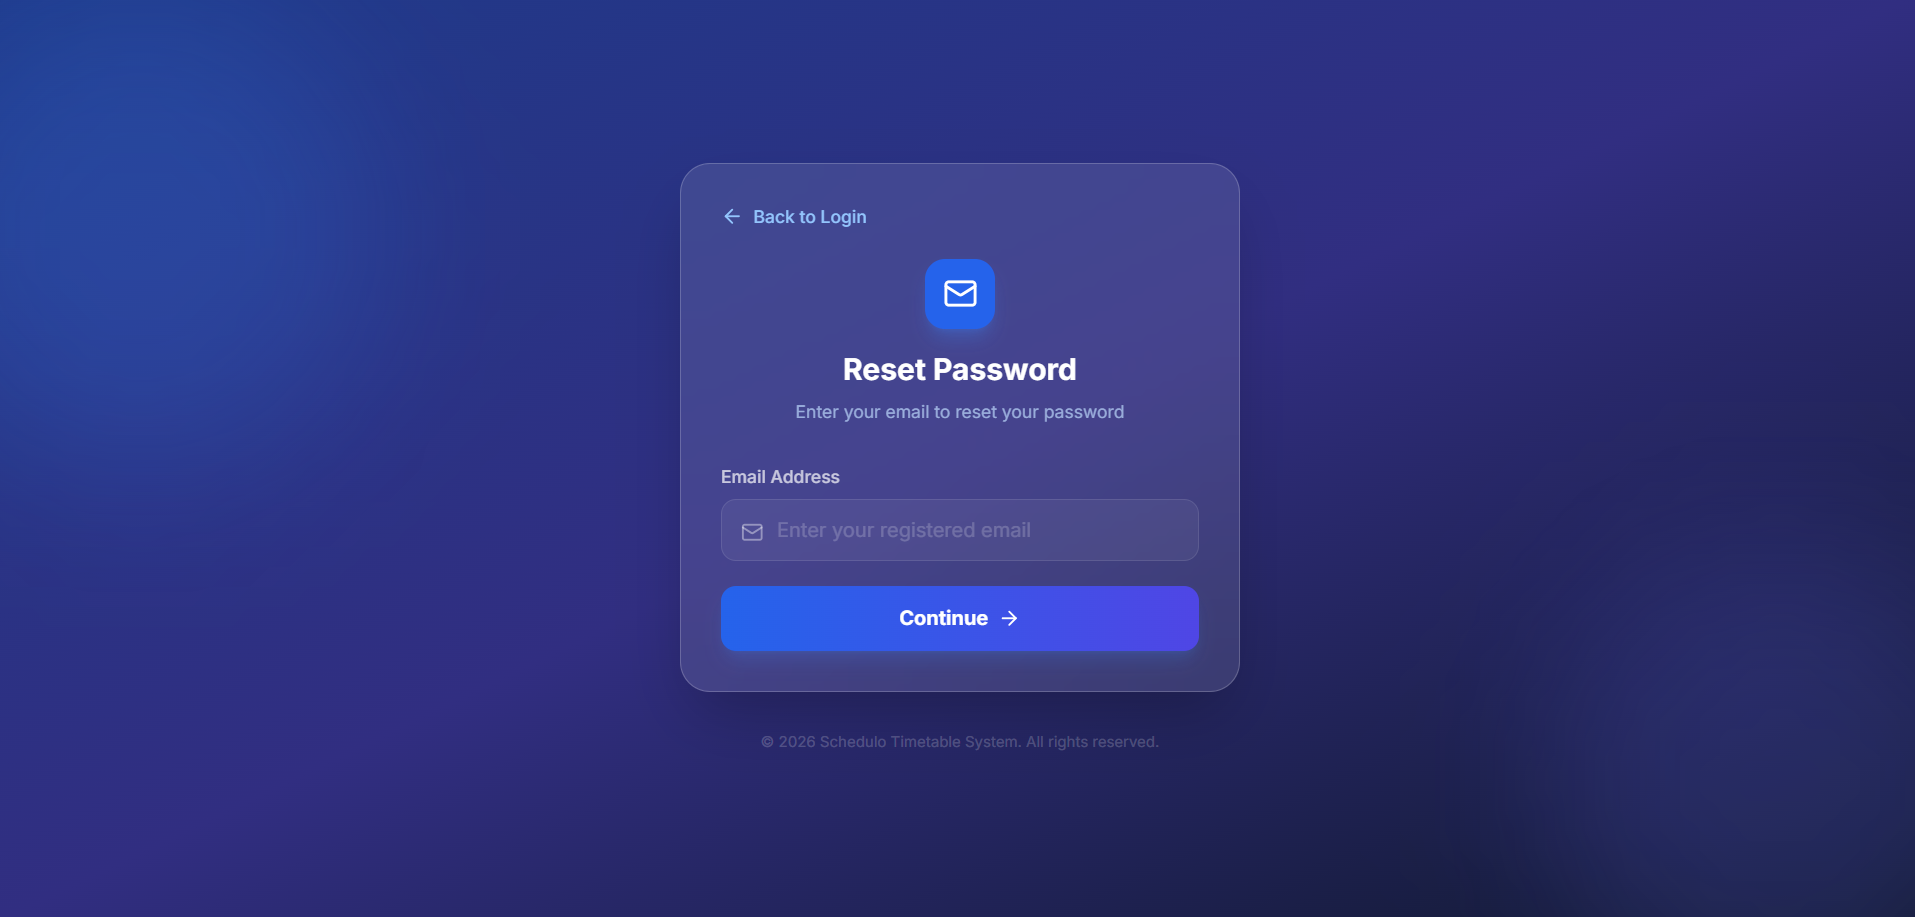 Back to Login
Reset Password
Enter your email to reset your password
Email Address
Enter your registered email
Continue
© 2026 Schedulo Timetable System. All rights reserved.